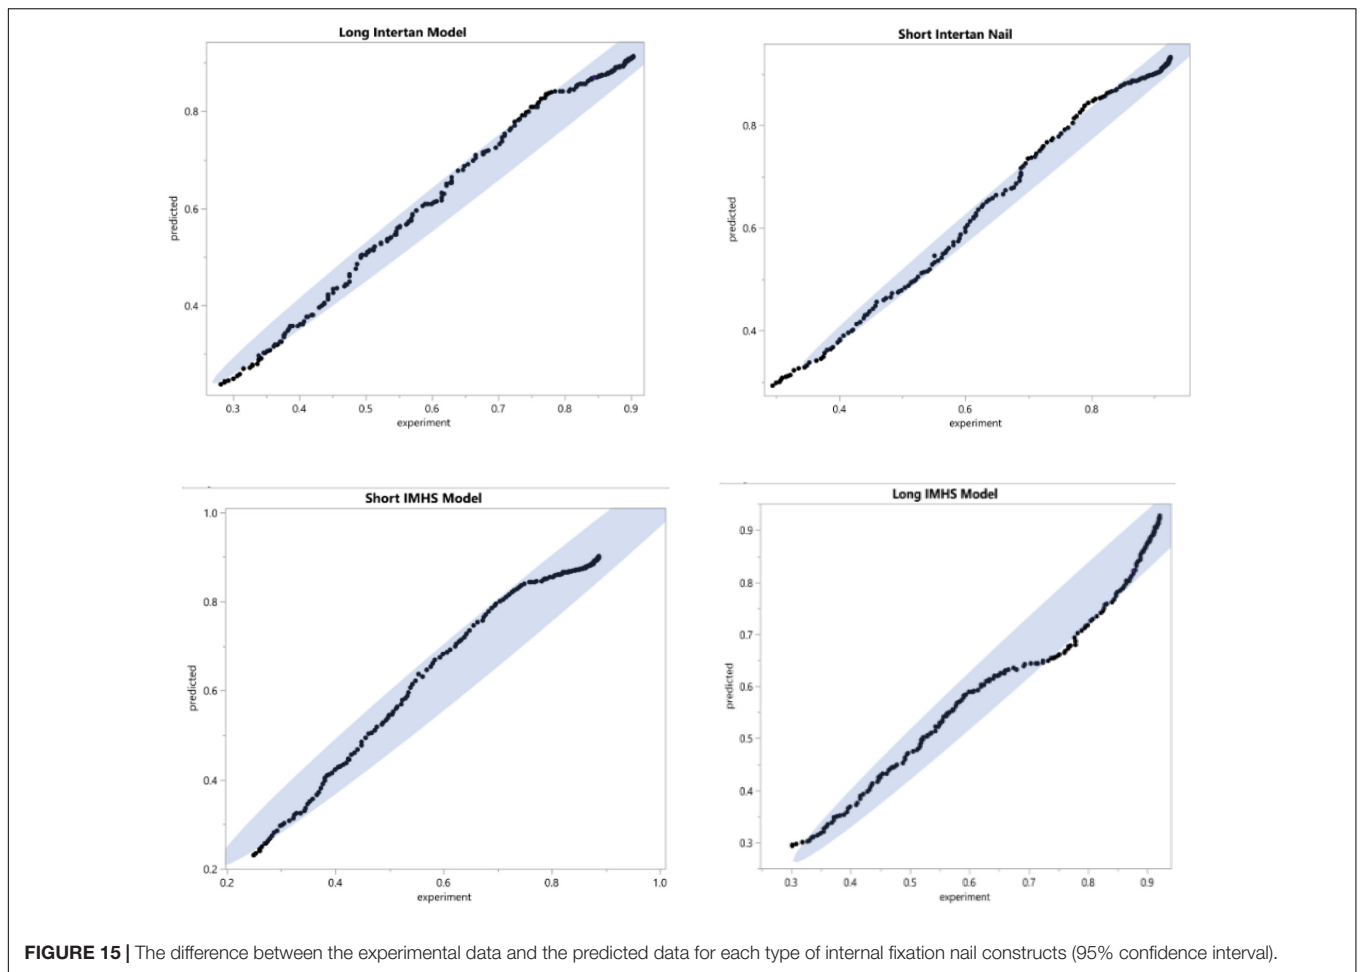 Long Intertan Model
0.8
0.6
0.4
predicted
0.3 0.4 0.5 0.6 0.7 0.8 0.9
experiment
Short Intertan Nail
0.8
0.6
0.4
predicted
0.4 0.6 0.8
experiment
Short IMHS Model
1.0
0.8
0.6
0.4
0.2
predicted
0.2 0.4 0.6 0.8 1.0
experiment
Long IMHS Model
0.9
0.8
0.7
0.6
0.5
0.4
0.3
predicted
0.3 0.4 0.5 0.6 0.7 0.8 0.9
experiment
FIGURE 15 | The difference between the experimental data and the predicted data for each type of internal fixation nail constructs (95% confidence interval).